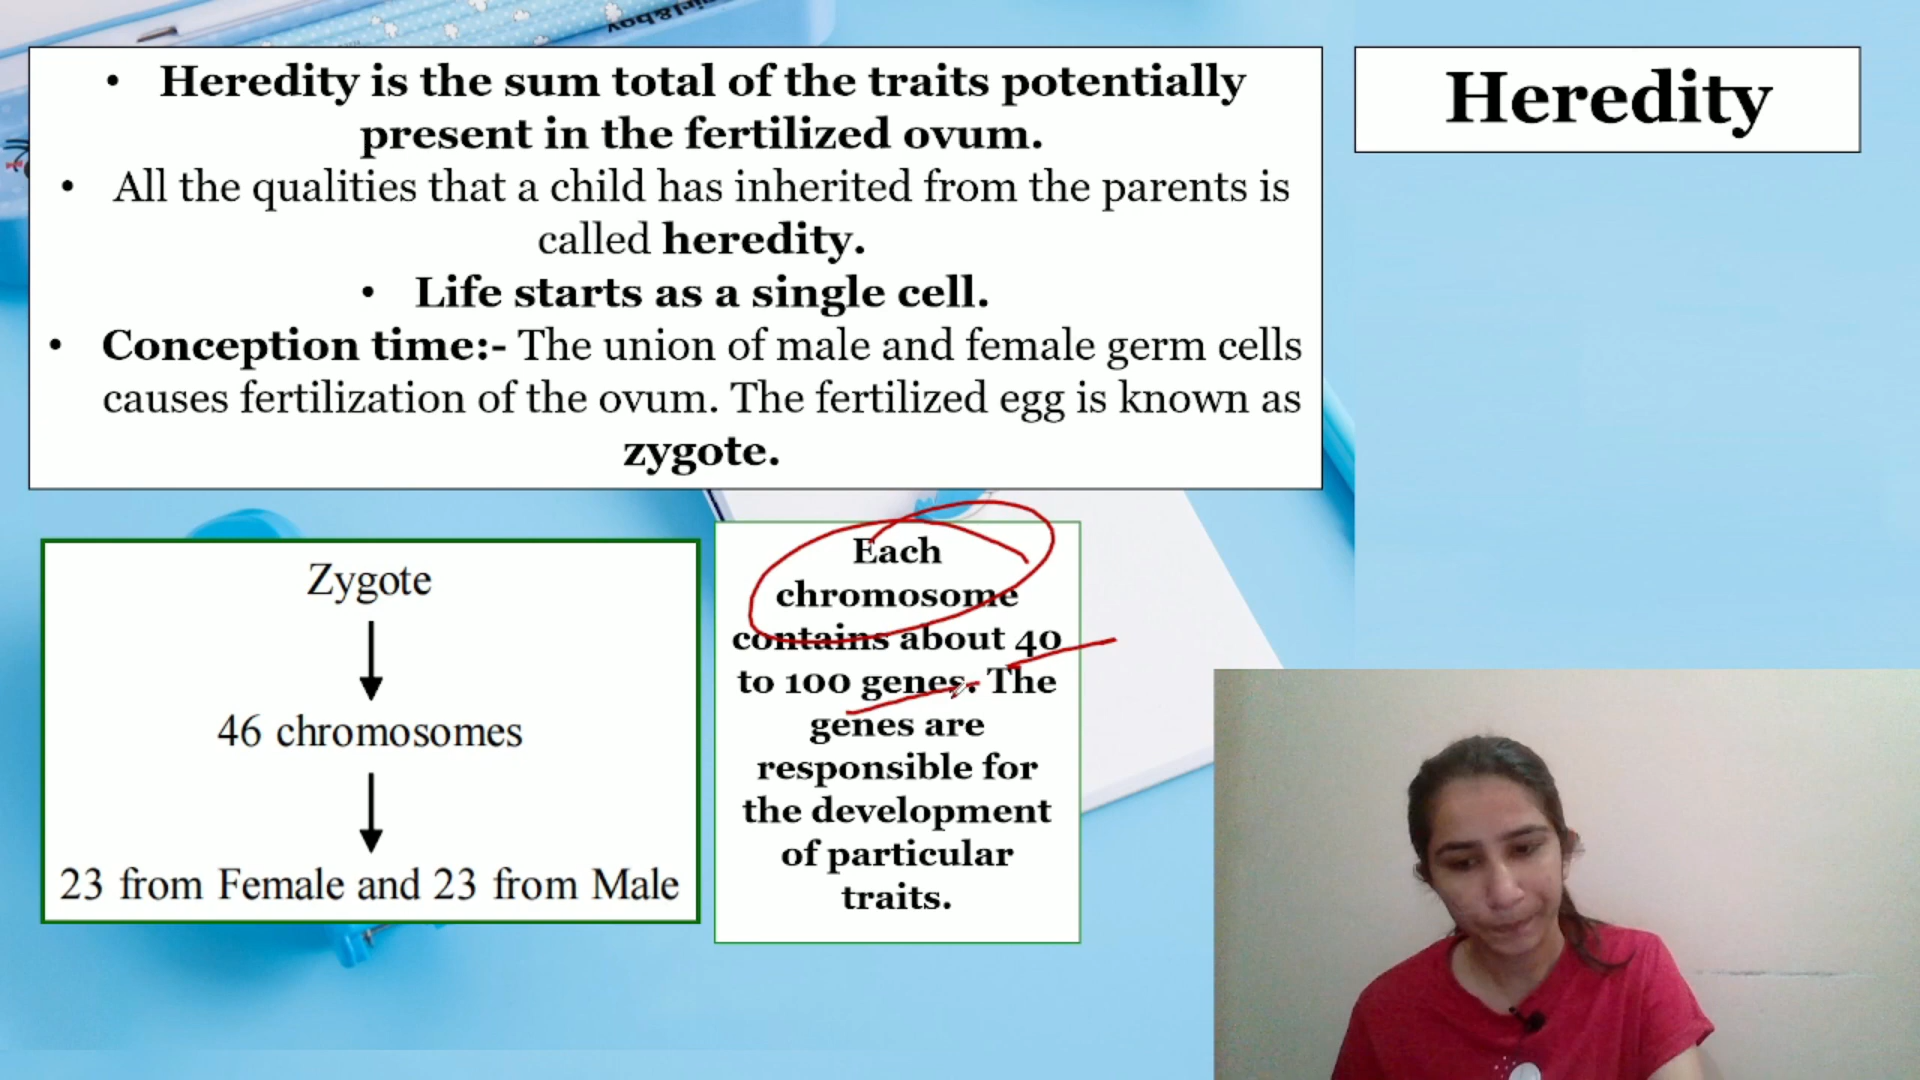 • Heredity is the sum total of the traits potentially
present in the fertilized ovum.
• All the qualities that a child has inherited from the parents is
called heredity.
• Life starts as a single cell.
• Conception time:- The union of male and female germ cells
causes fertilization of the ovum. The fertilized egg is known as
zygote.
Heredity
Zygote
46 chromosomes
23 from Female and 23 from Male
Each
chromosome
contains about 40
to 100 genes. The
genes are
responsible for
the development
of particular
traits.